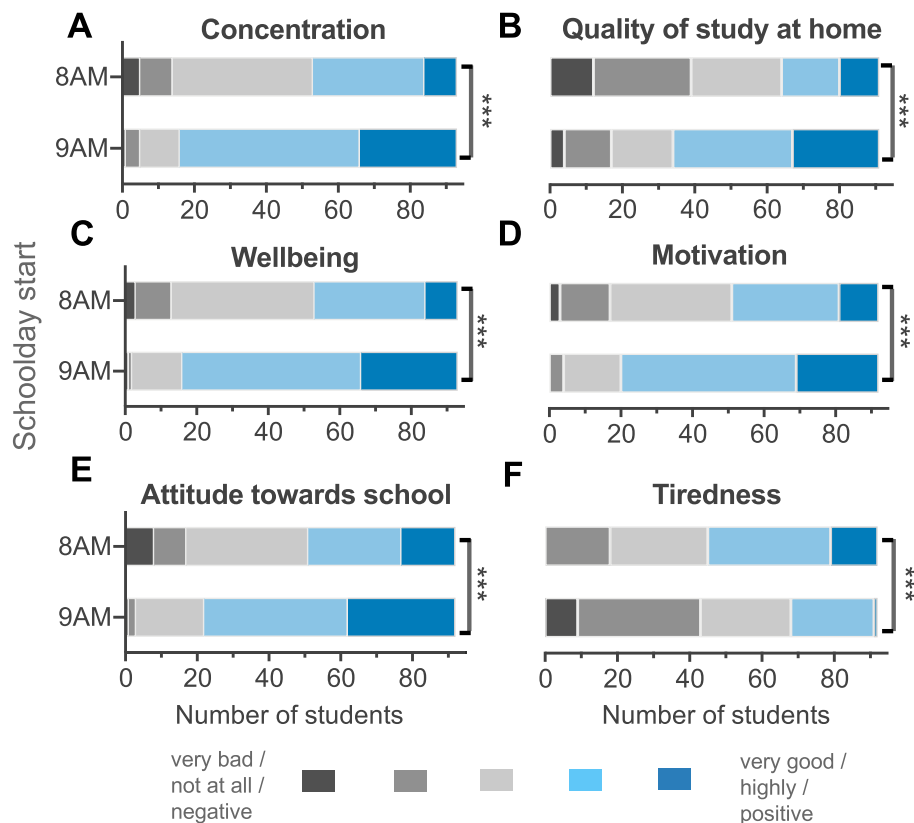 A Concentration
8AM
9AM
***
0 20 40 60 80
B Quality of study at home
***
0 20 40 60 80
C Wellbeing
8AM
9AM
***
0 20 40 60 80
D Motivation
***
0 20 40 60 80
Schoolday start
E Attitude towards school
8AM
9AM
***
0 20 40 60 80
Number of students
F Tiredness
***
0 20 40 60 80
Number of students
very bad /
not at all /
negative
very good /
highly /
positive